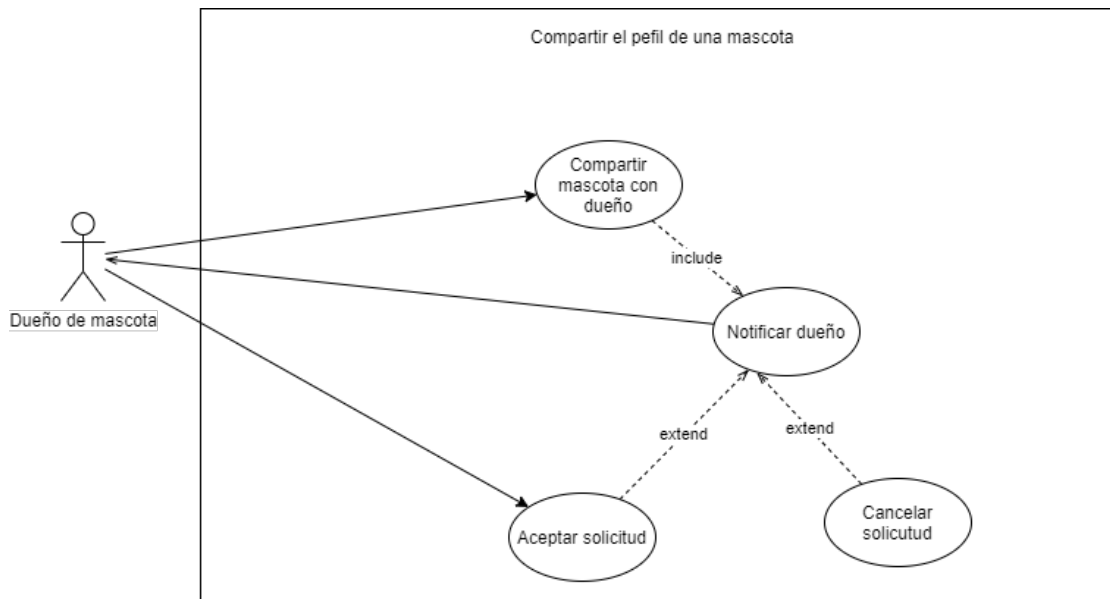 Compartir el pefil de una mascota
Compartir
mascota con
dueño
include
Dueño de mascota
Notificar dueño
extend
extend
Aceptar solicitud
Cancelar
solicutud